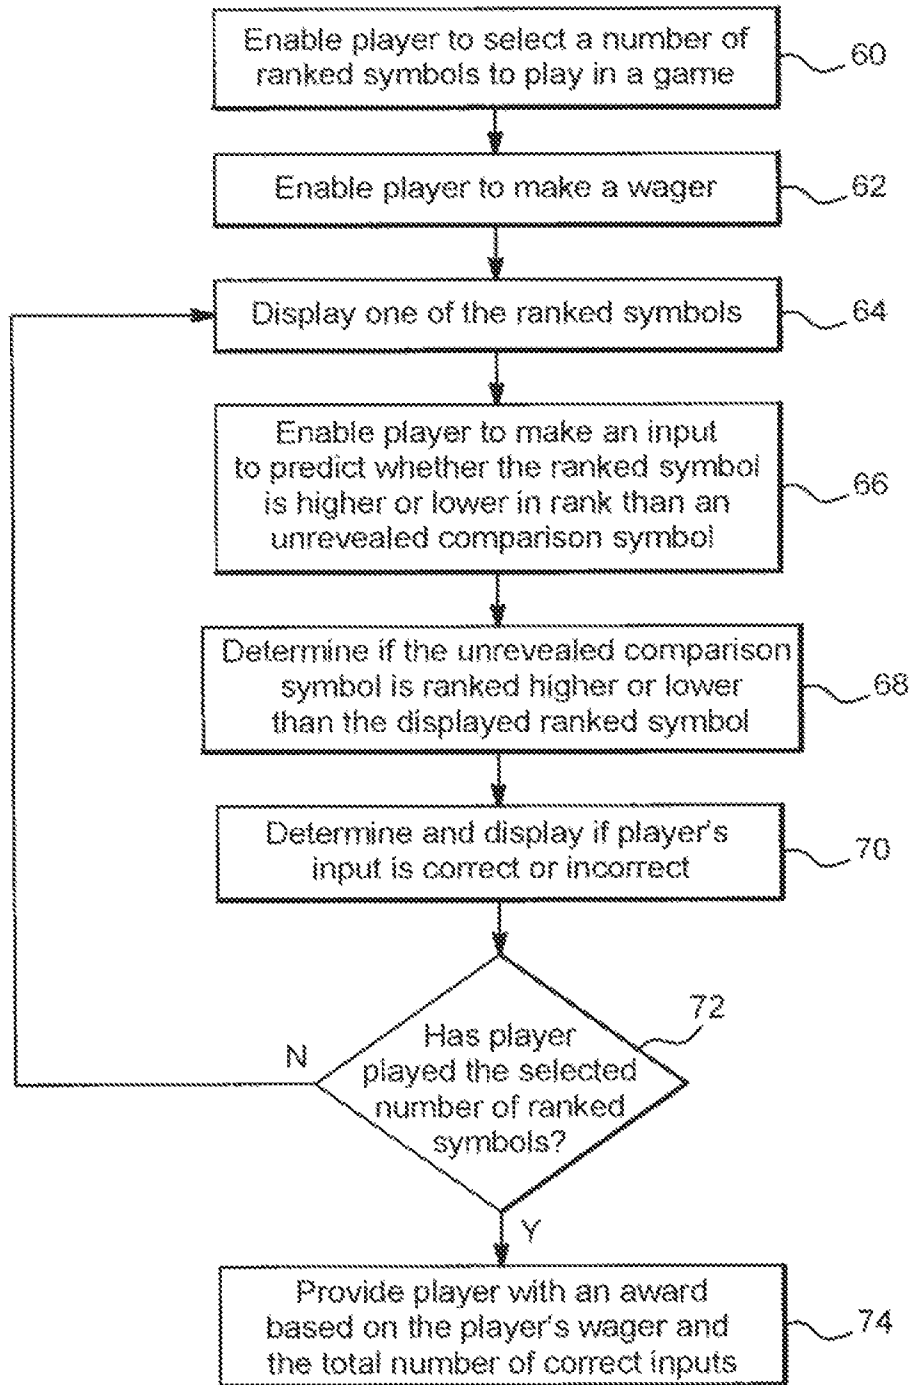 Enable player to select a number of
ranked symbols to play in a game
60
Enable player to make a wager
62
Display one of the ranked symbols
64
Enable player to make an input
to predict whether the ranked symbol
is higher or lower in rank than an
unrevealed comparison symbol
66
Determine if the unrevealed comparison
symbol is ranked higher or lower
than the displayed ranked symbol
68
Determine and display if player's
input is correct or incorrect
70
72
Has player
played the selected
number of ranked
symbols?
N
Y
Provide player with an award
based on the player's wager and
the total number of correct inputs
74